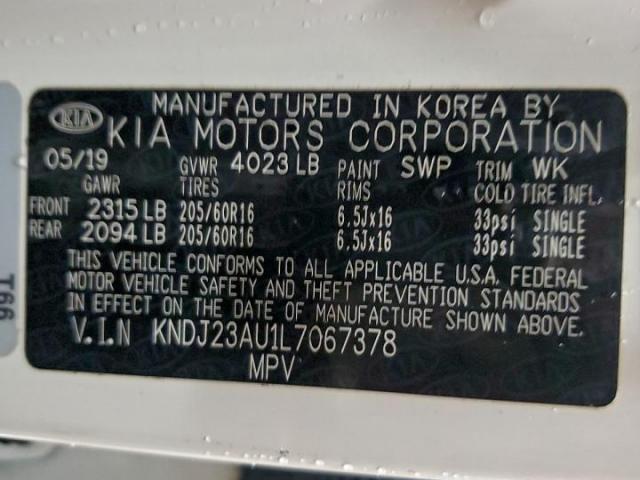 MANUFACTURED IN KOREA BY
KIA KIA MOTORS CORPORATION
05/19 GVWR 4023 LB PAINT SWP TRIM WK
GAWR TIRES RIMS COLD TIRE INFL.
FRONT 2315 LB 205/60R16 6.5Jx16 33psi SINGLE
REAR 2094 LB 205/60R16 6.5Jx16 33psi SINGLE
THIS VEHICLE CONFORMS TO ALL APPLICABLE U.S.A. FEDERAL
MOTOR VEHICLE SAFETY AND THEFT PREVENTION STANDARDS
IN EFFECT ON THE DATE OF MANUFACTURE SHOWN ABOVE.
V.I.N KNDJ23AU1L7067378
MPV